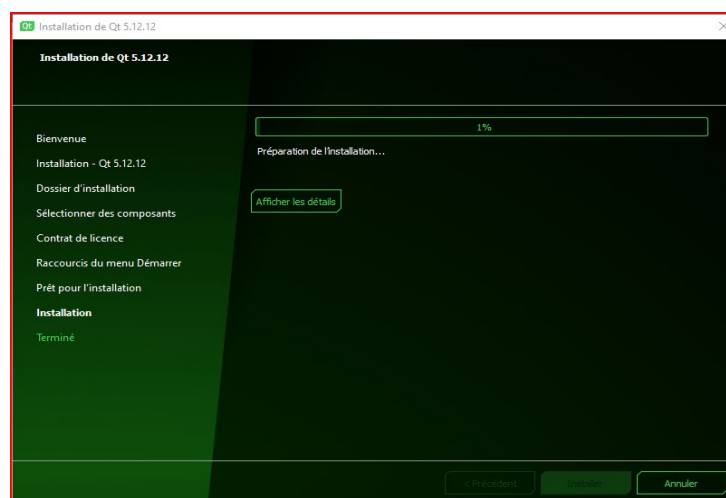 Qt Installation de Qt 5.12.12
Installation de Qt 5.12.12
1%
Préparation de l'installation...
Afficher les détails
Bienvenue
Installation - Qt 5.12.12
Dossier d'installation
Sélectionner des composants
Contrat de licence
Raccourcis du menu Démarrer
Prêt pour l'installation
Installation
Terminé
< Précédent Installer Annuler